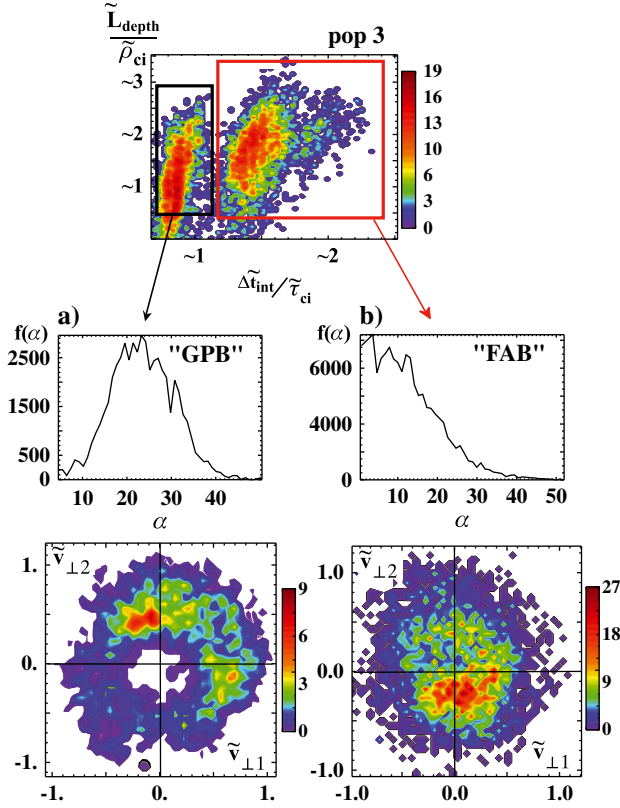 L̃depth / ρ̃ci
pop 3
~3
~2
~1
~1 ~2
Δt̃int/τ̃ci
19
18
16
13
10
6
3
0
a)
f(α)
"GPB"
2500
1500
500
0
10 20 30 40
α
b)
f(α)
"FAB"
6000
4000
0
10 20 30 40 50
α
ṽ⊥2
1.
0.
-1.
ṽ⊥1
1. 0. 1.
9
6
3
0
ṽ⊥2
1.0
0.0
-1.0
ṽ⊥1
-1.0 0.0 1.0
27
18
9
0